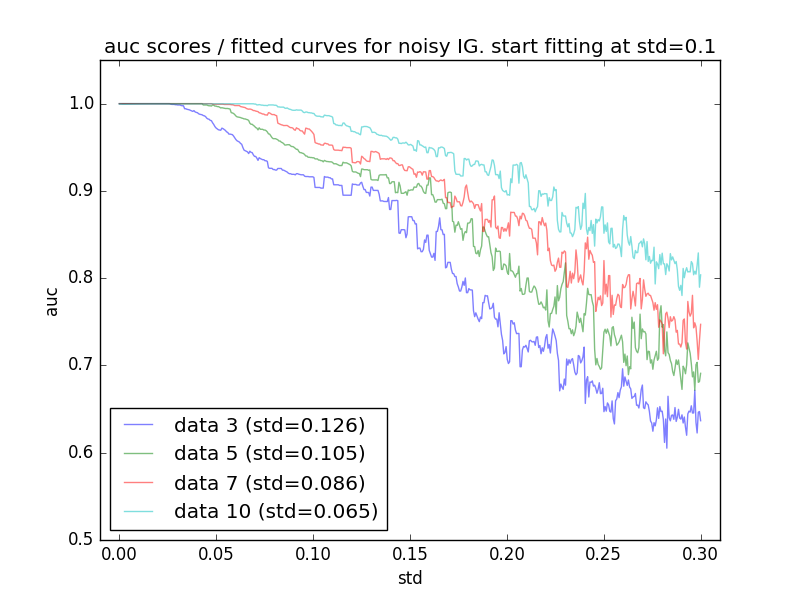 auc scores / fitted curves for noisy IG. start fitting at std=0.1
auc
1.0
0.9
0.8
0.7
0.6
0.5
data 3 (std=0.126)
data 5 (std=0.105)
data 7 (std=0.086)
data 10 (std=0.065)
0.00 0.05 0.10 0.15 0.20 0.25 0.30
std